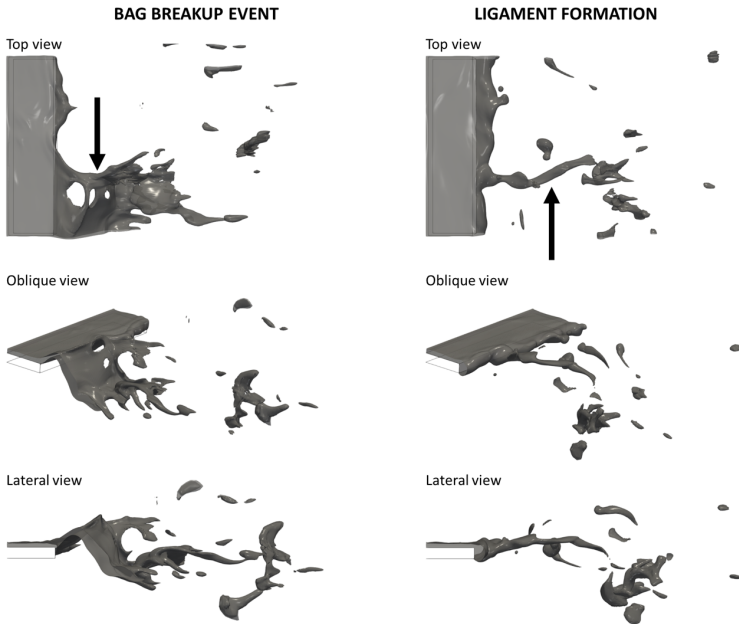 BAG BREAKUP EVENT
LIGAMENT FORMATION
Top view
Top view
Oblique view
Oblique view
Lateral view
Lateral view